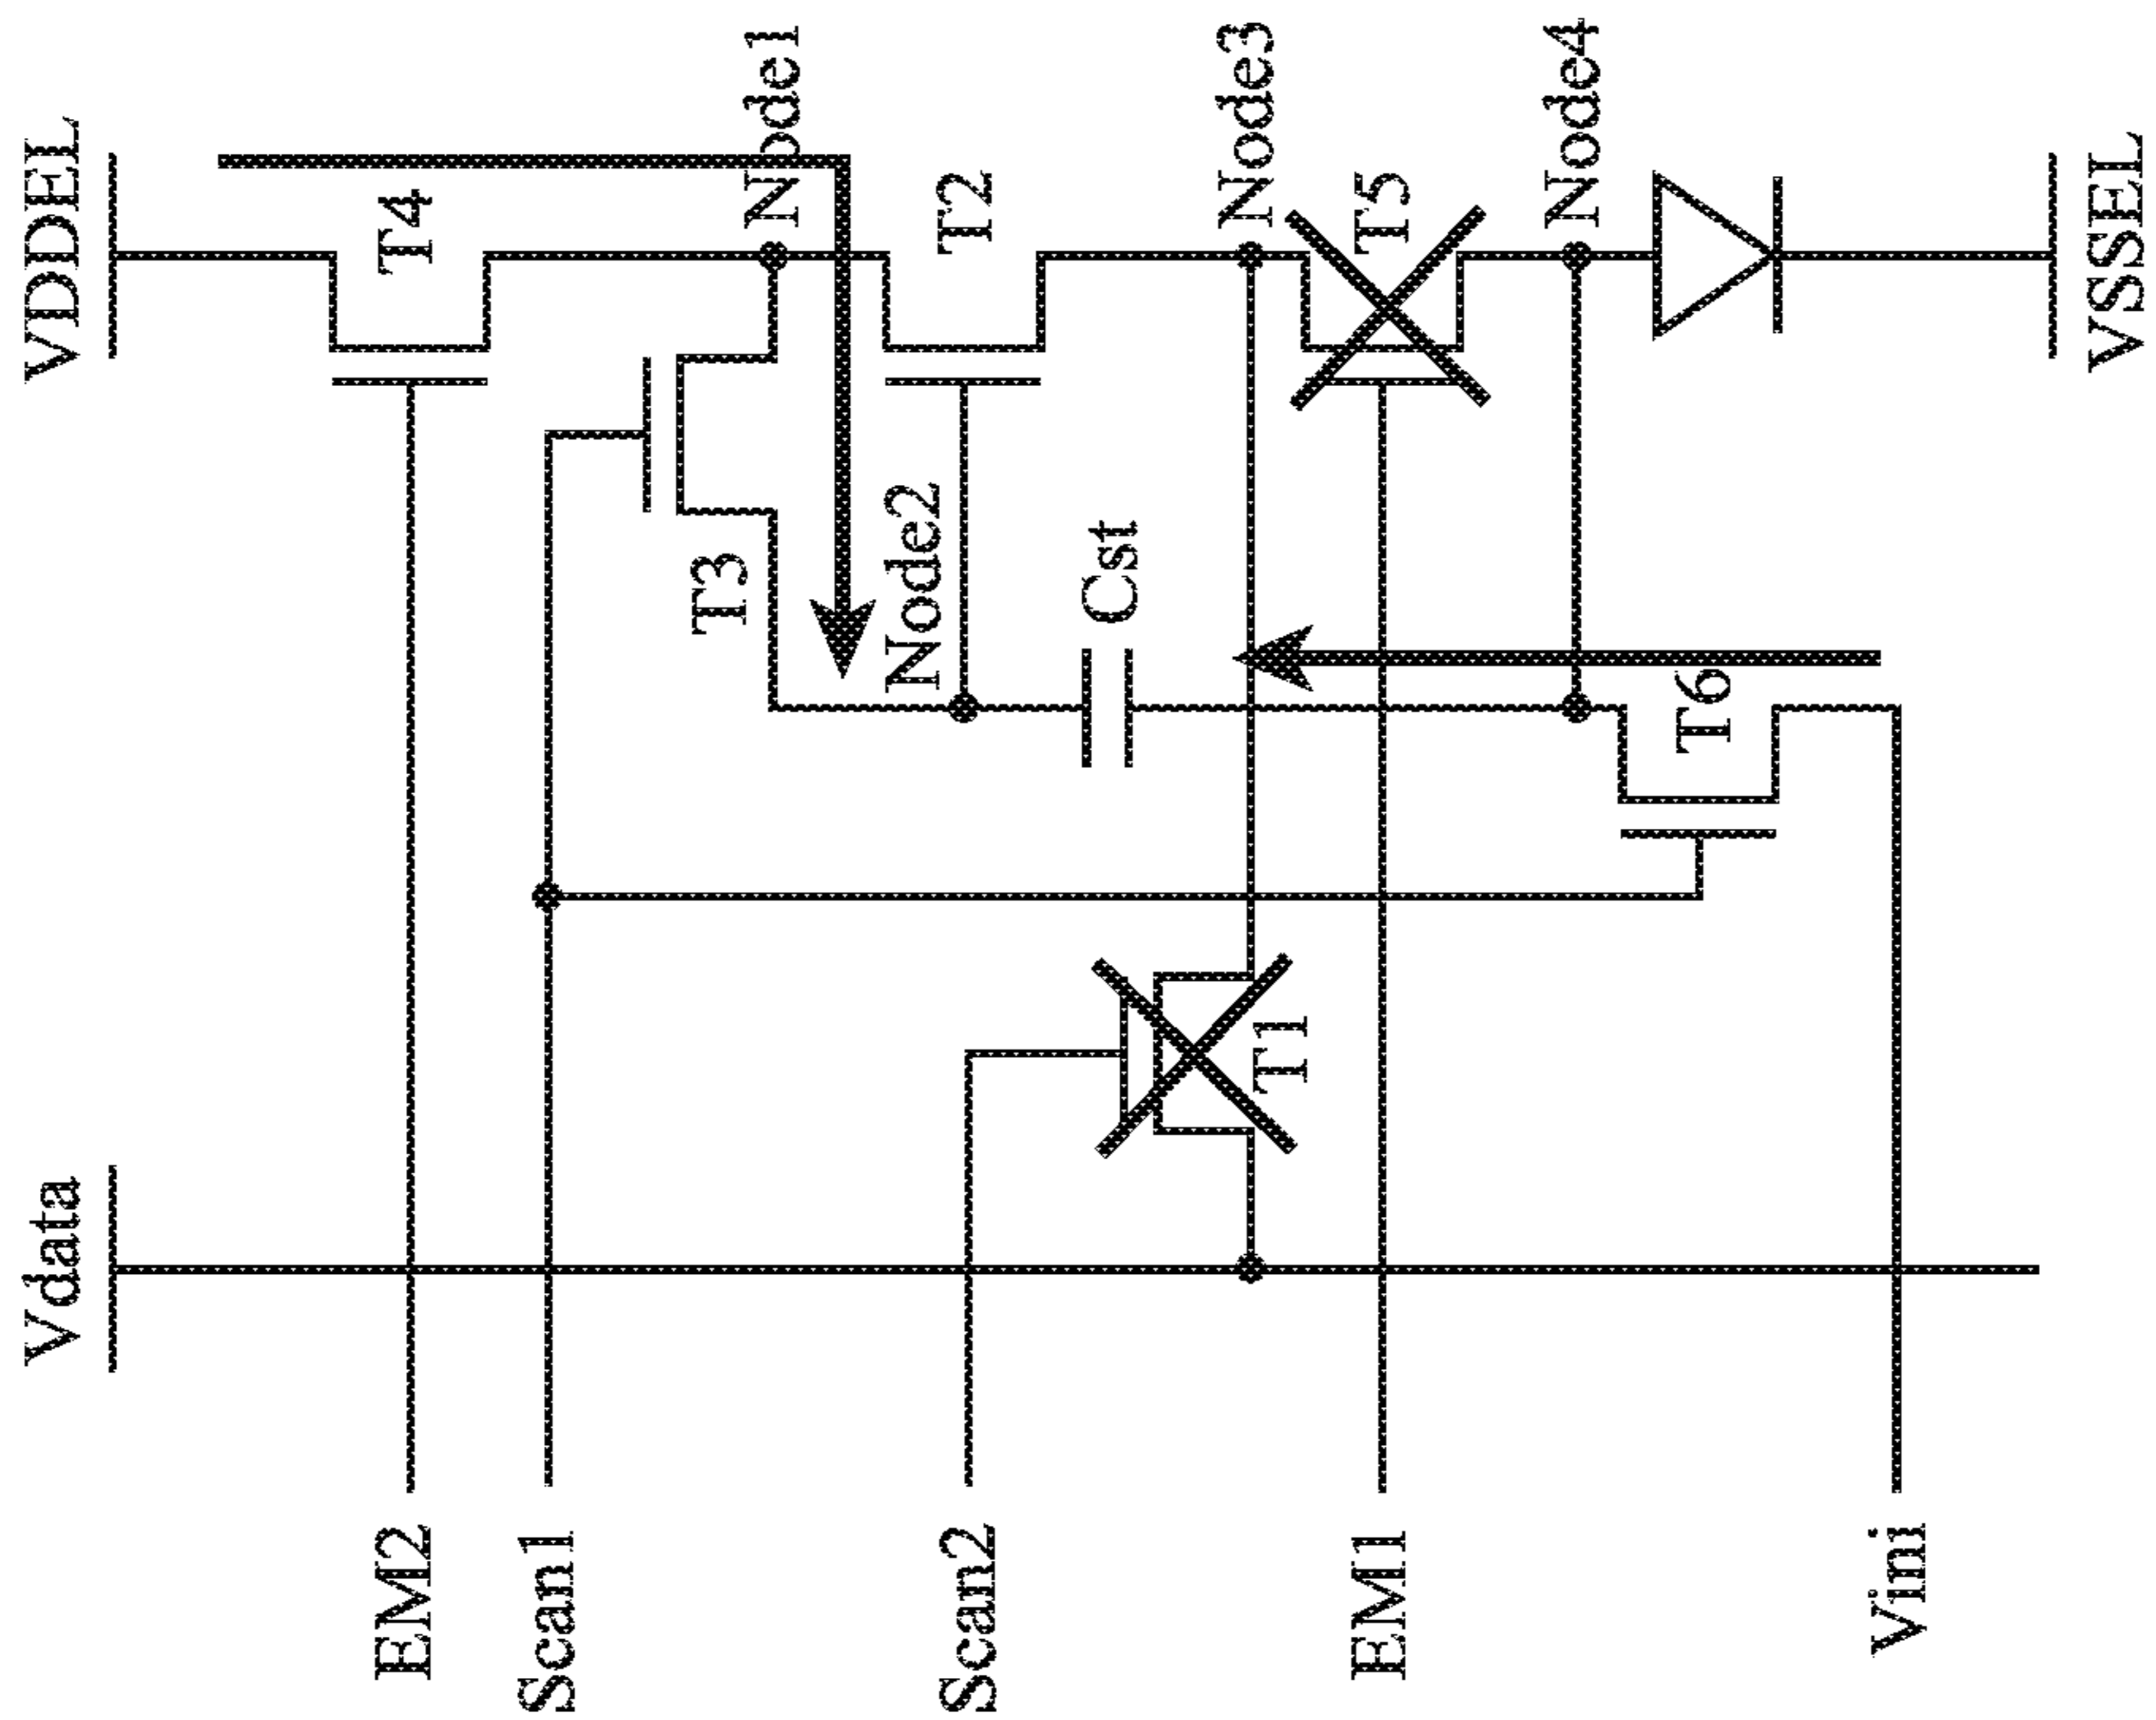 VDDEL
T4
Node1
T2
Node3
T5
Node4
VSSEL
T3
Node2
Cst
T6
T1
Vdata
EM2
Scan1
Scan2
EM1
Vini